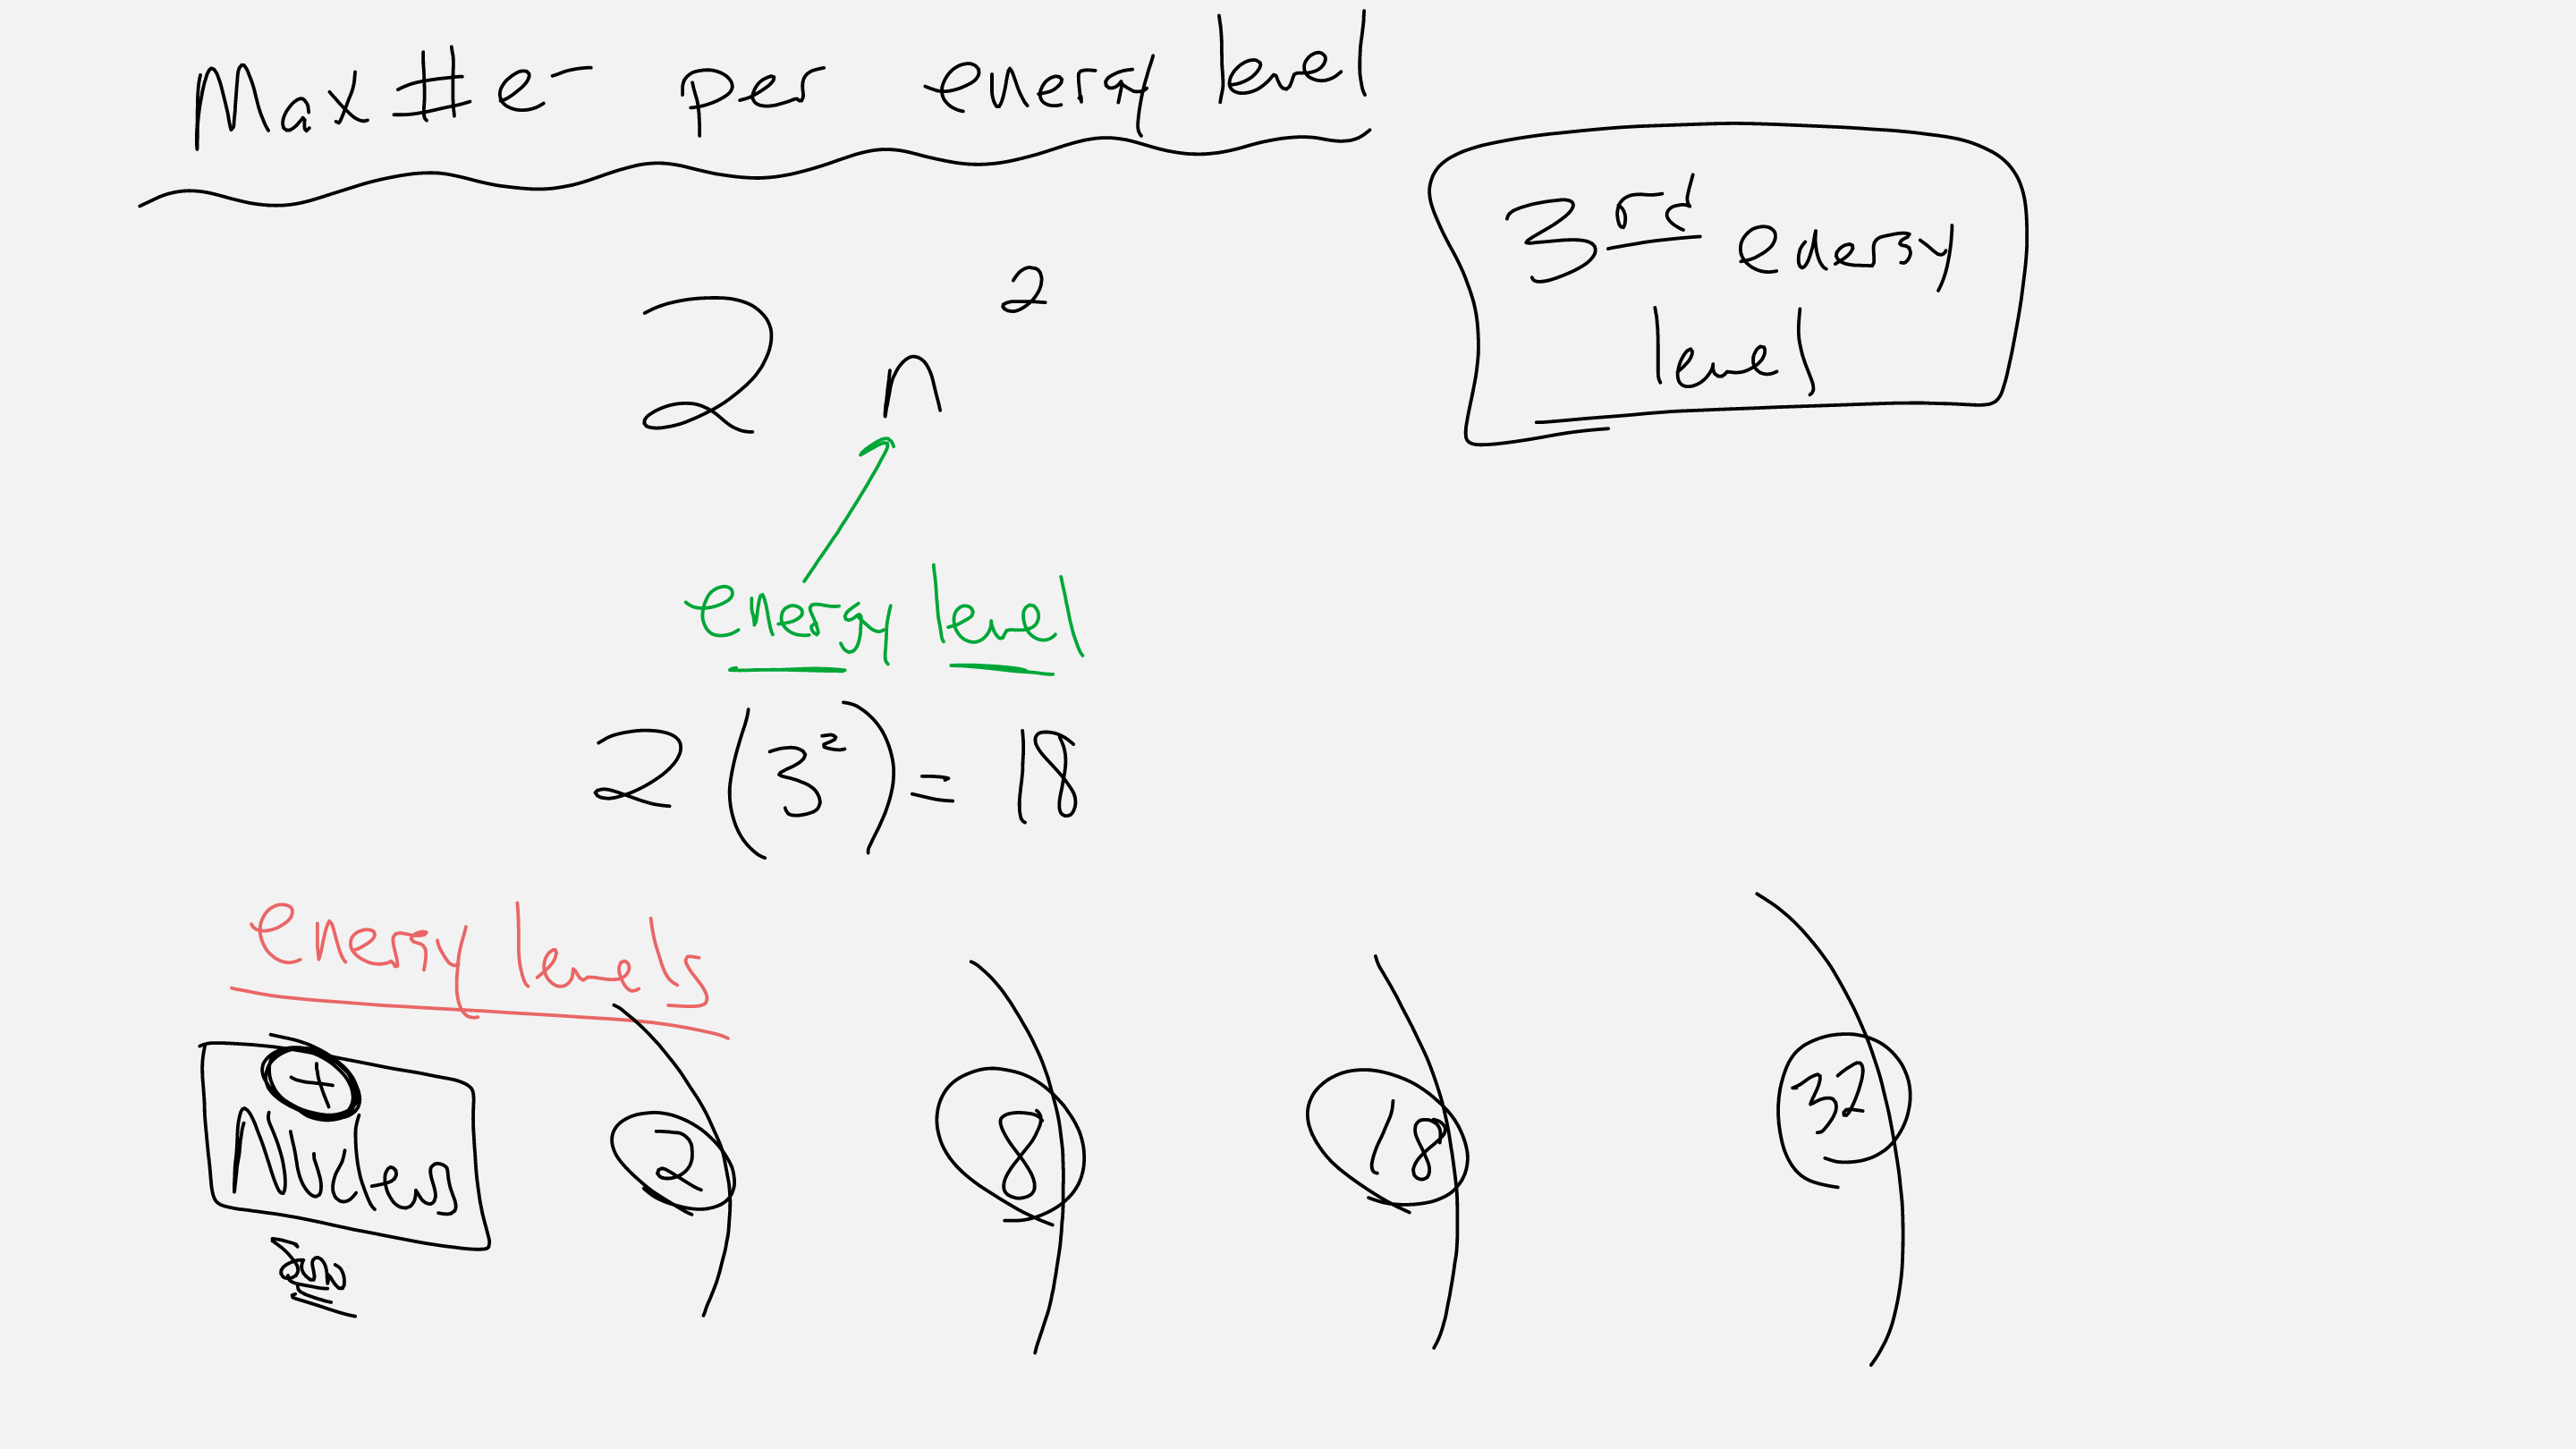 Max # e⁻ per energy level
3rd energy
level
2 n²
energy level
2 (3²) = 18
energy levels
+
Nucleus
2
8
18
32